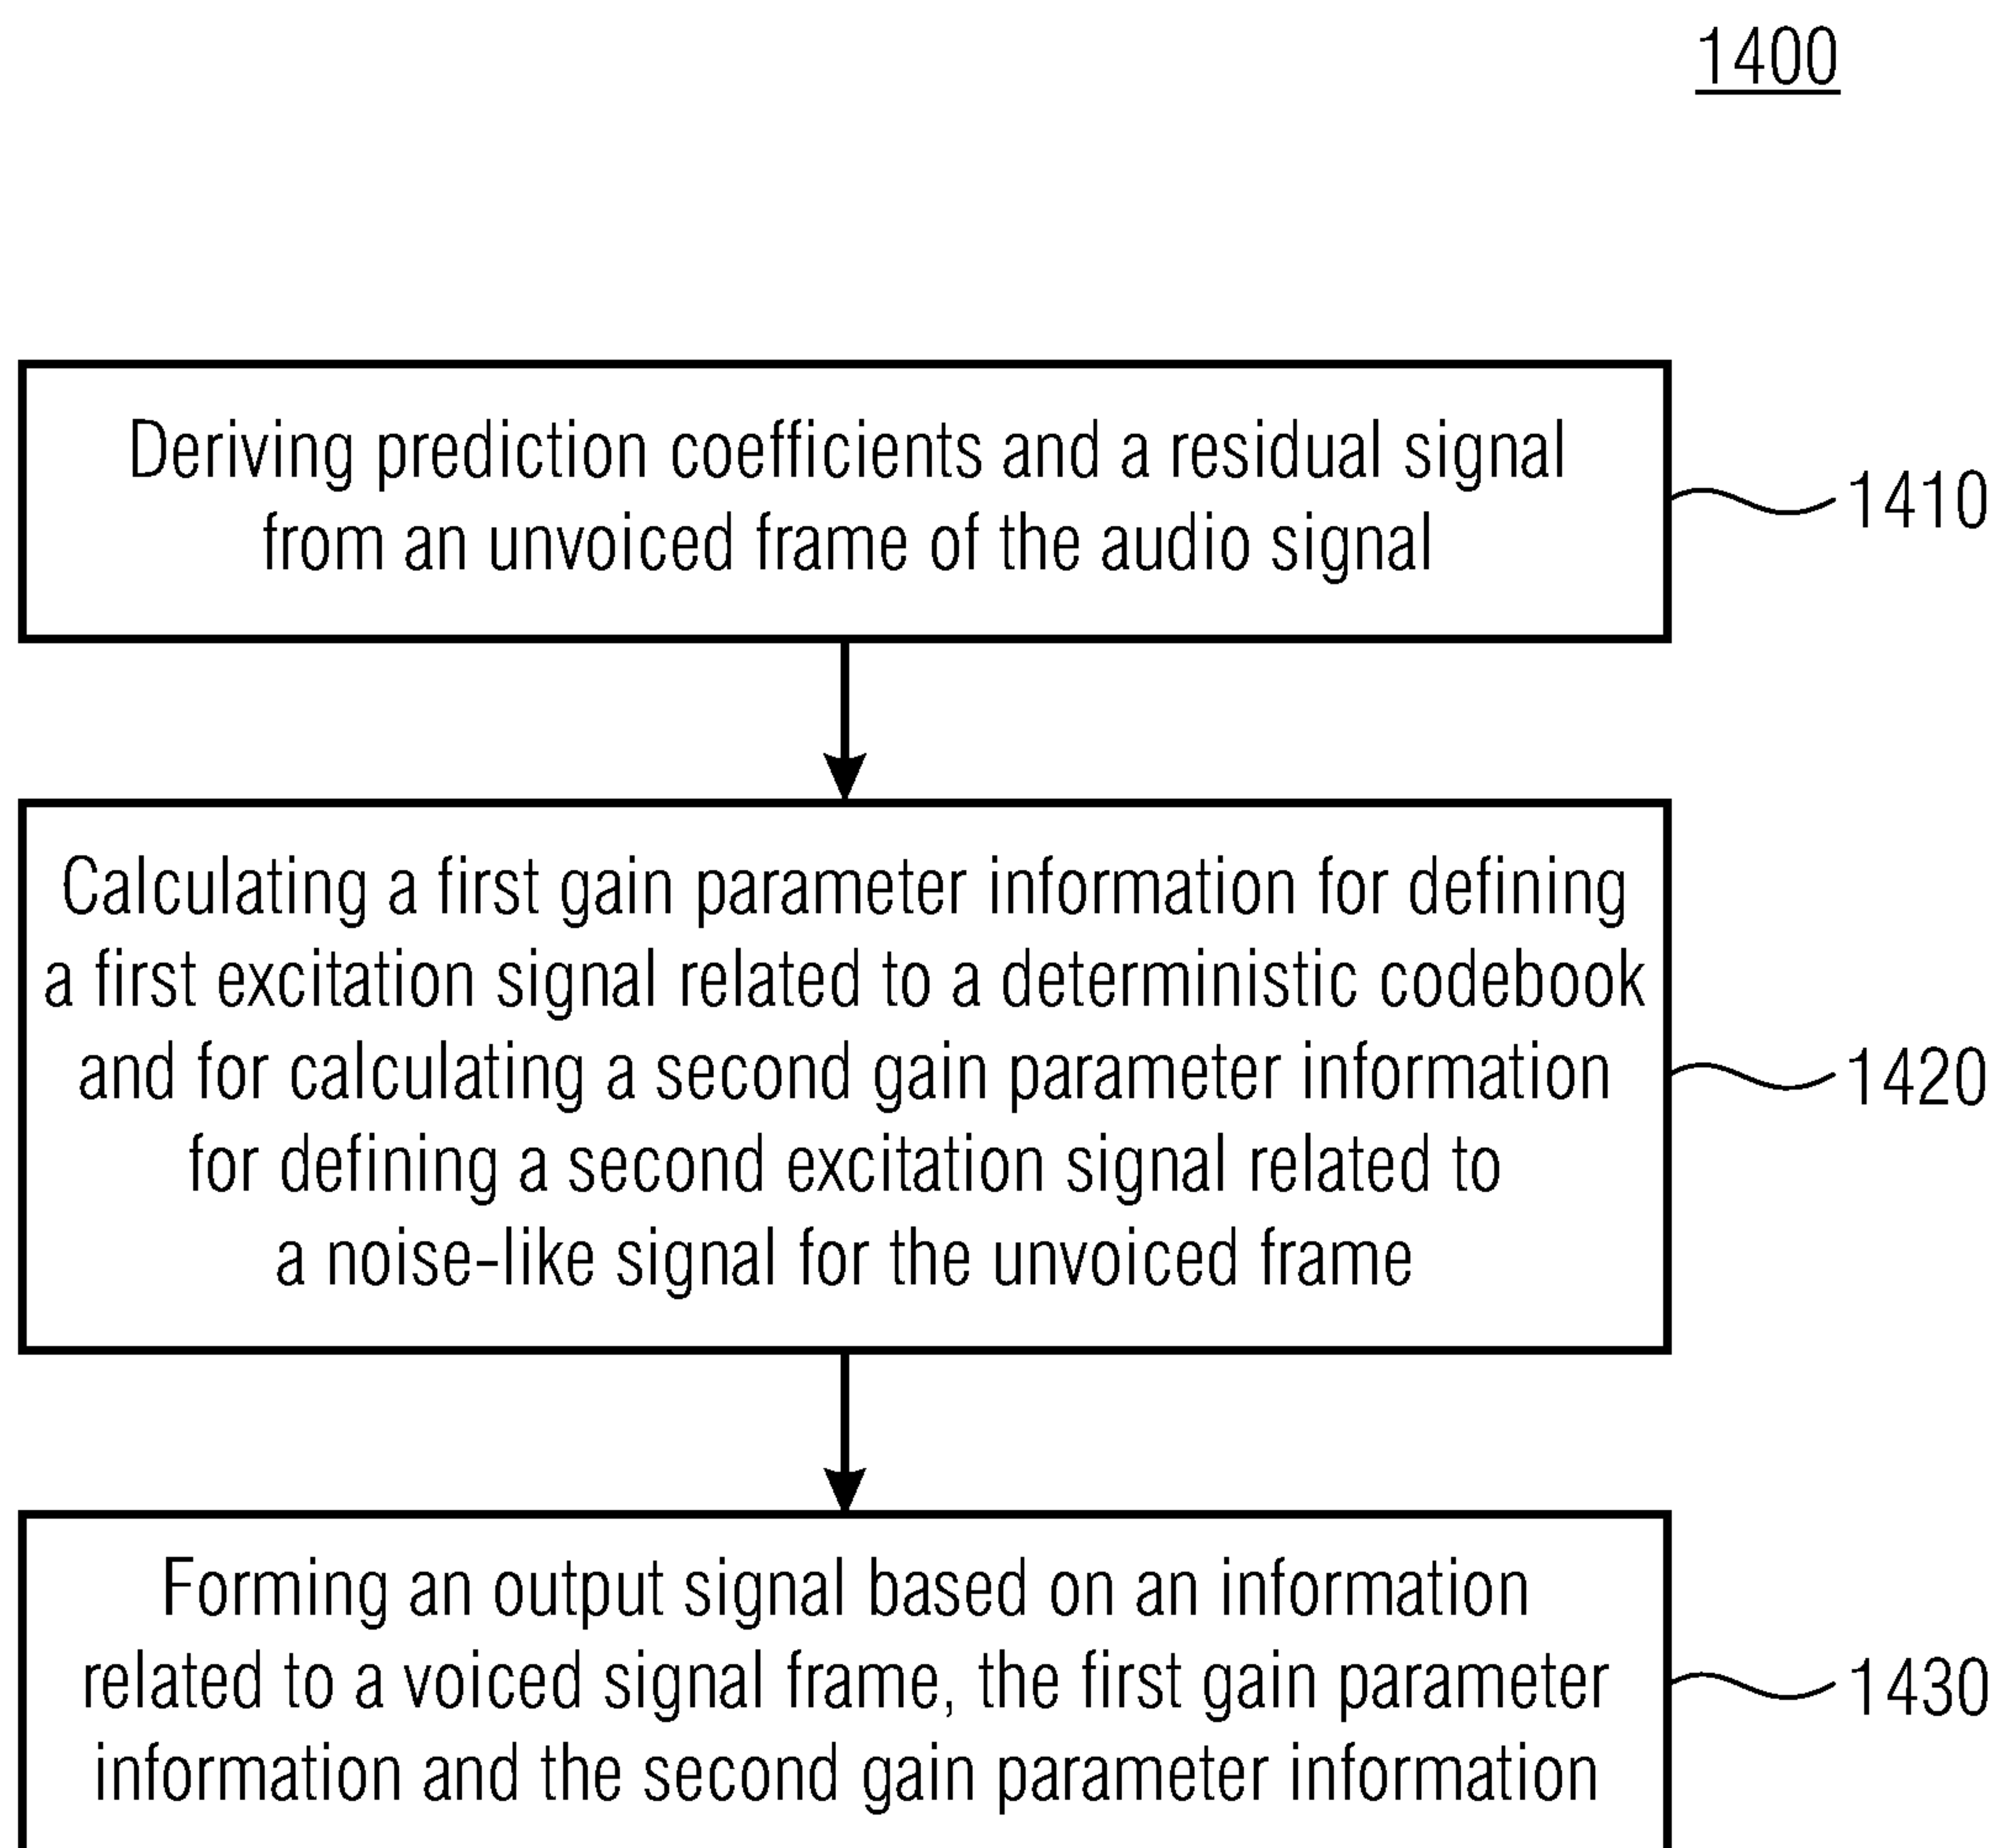 1400
Deriving prediction coefficients and a residual signal
from an unvoiced frame of the audio signal
1410
Calculating a first gain parameter information for defining
a first excitation signal related to a deterministic codebook
and for calculating a second gain parameter information
for defining a second excitation signal related to
a noise-like signal for the unvoiced frame
1420
Forming an output signal based on an information
related to a voiced signal frame, the first gain parameter
information and the second gain parameter information
1430